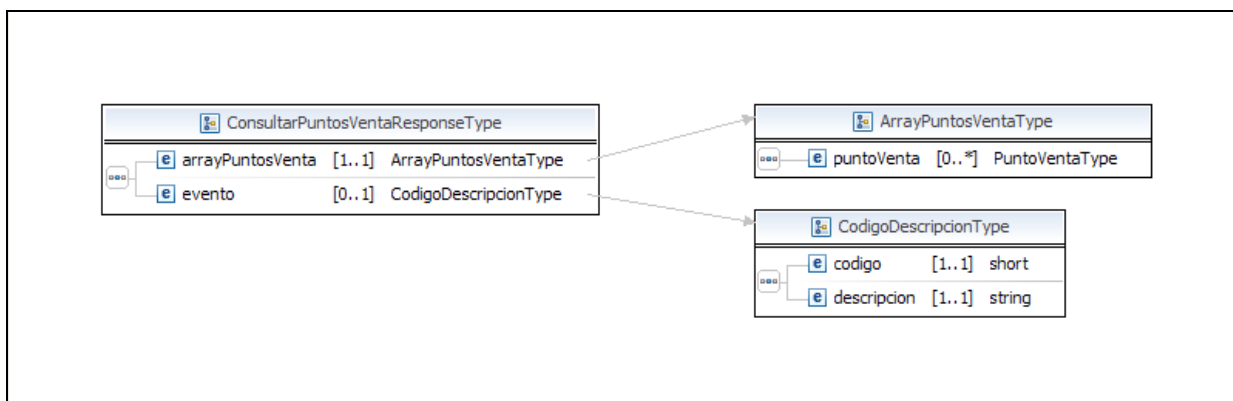 ConsultarPuntosVentaResponseType
e arrayPuntosVenta [1..1] ArrayPuntosVentaType
e evento [0..1] CodigoDescripcionType
ArrayPuntosVentaType
e puntoVenta [0..*] PuntoVentaType
CodigoDescripcionType
e codigo [1..1] short
e descripcion [1..1] string